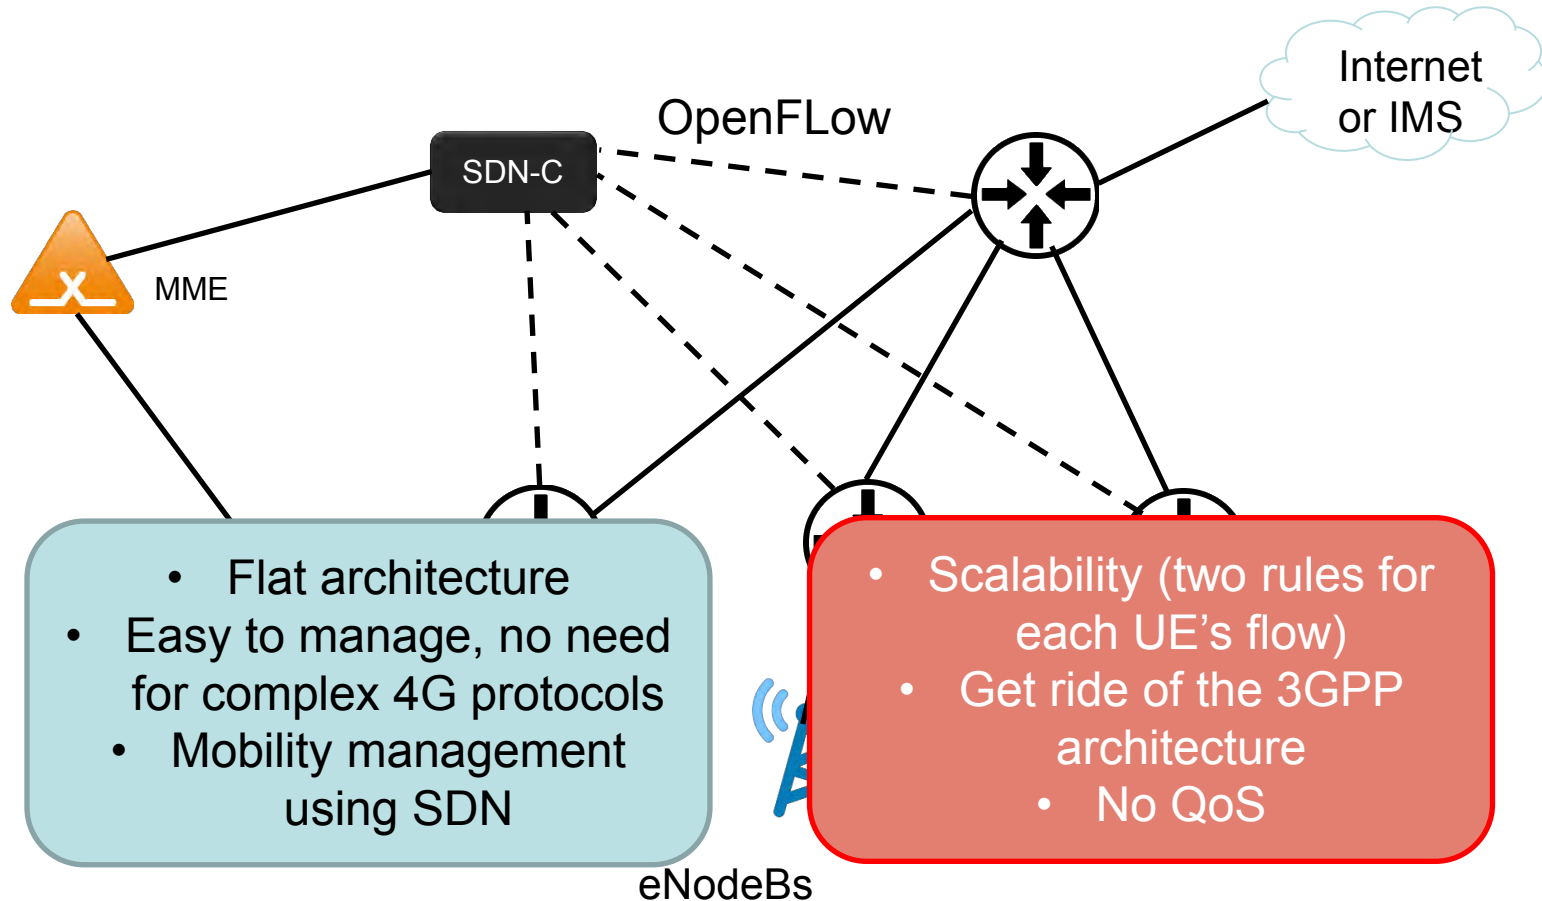 Internet
or IMS
OpenFLow
SDN-C
MME
• Flat architecture
• Easy to manage, no need
for complex 4G protocols
• Mobility management
using SDN
• Scalability (two rules for
each UE’s flow)
• Get ride of the 3GPP
architecture
• No QoS
eNodeBs